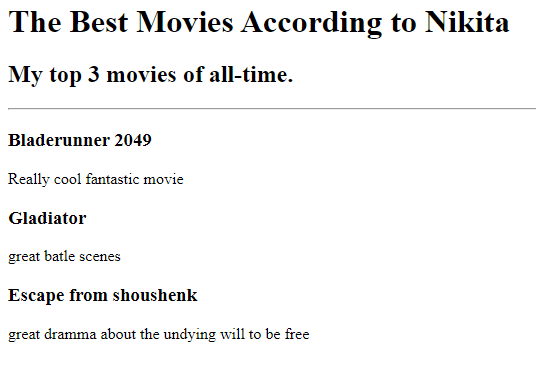 The Best Movies According to Nikita
My top 3 movies of all-time.
Bladerunner 2049
Really cool fantastic movie
Gladiator
great batle scenes
Escape from shoushenk
great dramma about the undying will to be free